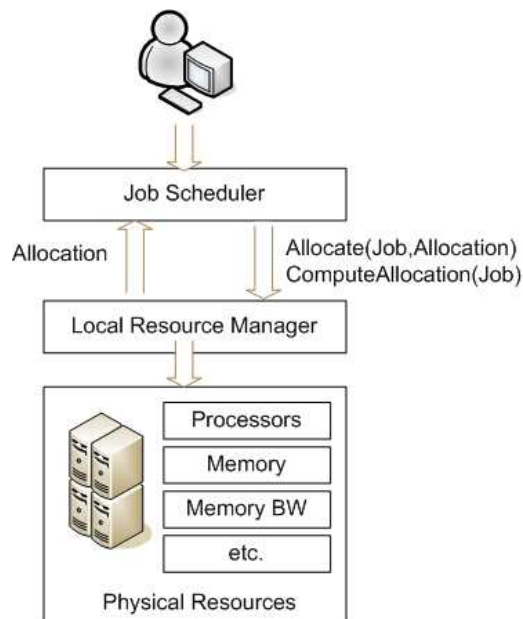 Job Scheduler
Allocation
Allocate(Job,Allocation)
ComputeAllocation(Job)
Local Resource Manager
Processors
Memory
Memory BW
etc.
Physical Resources